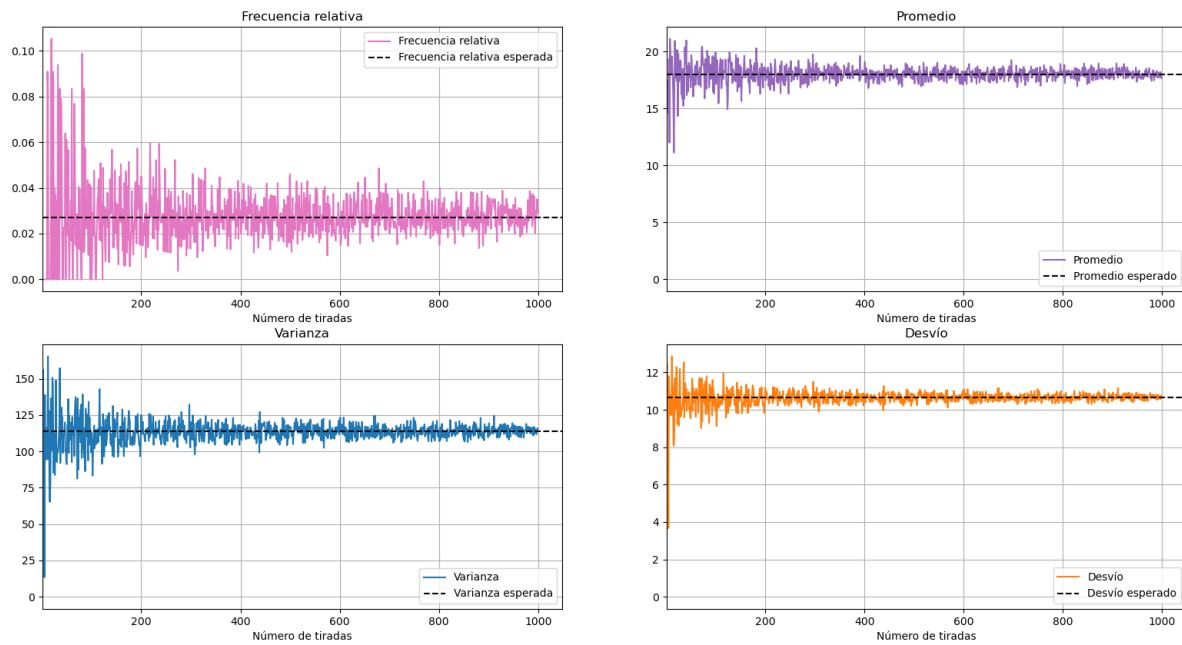 Frecuencia relativa
0.10
0.08
0.06
0.04
0.02
0.00
Frecuencia relativa
Frecuencia relativa esperada
200
400
600
800
1000
Número de tiradas
Promedio
20
15
10
5
0
Promedio
Promedio esperado
200
400
600
800
1000
Número de tiradas
Varianza
150
125
100
75
50
25
0
Varianza
Varianza esperada
200
400
600
800
1000
Número de tiradas
Desvío
12
10
8
6
4
2
0
Desvío
Desvío esperado
200
400
600
800
1000
Número de tiradas